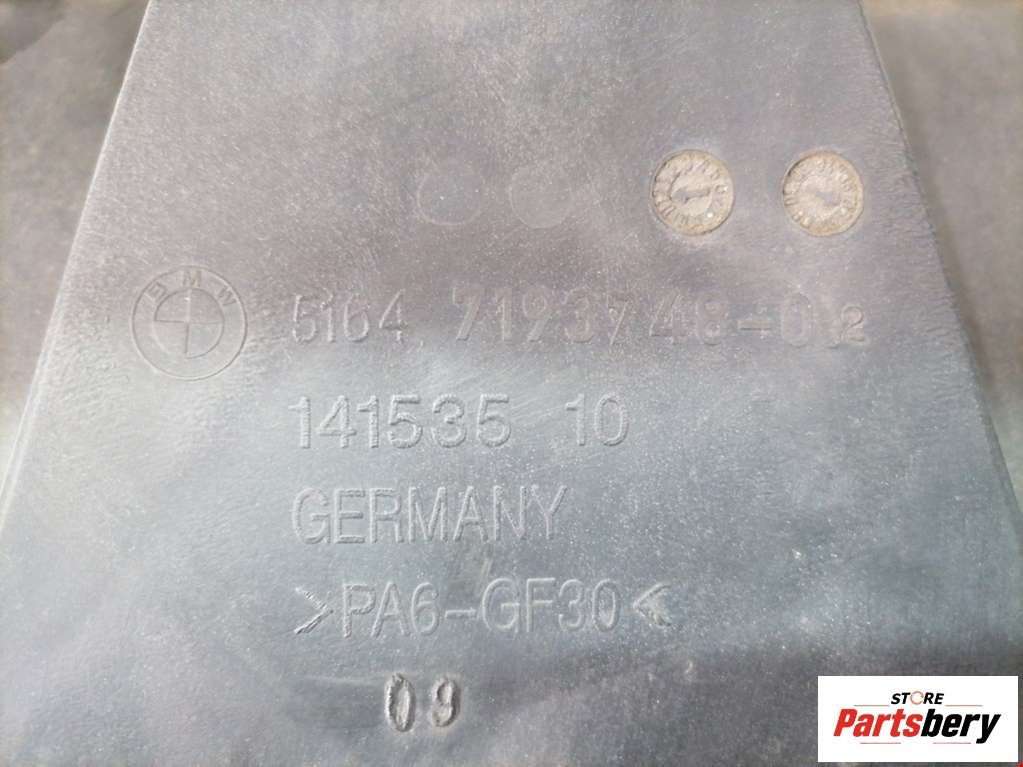 BMW 5164 7193748-02
141535 10
GERMANY
>PA6-GF30<
09
STORE
Partsbery